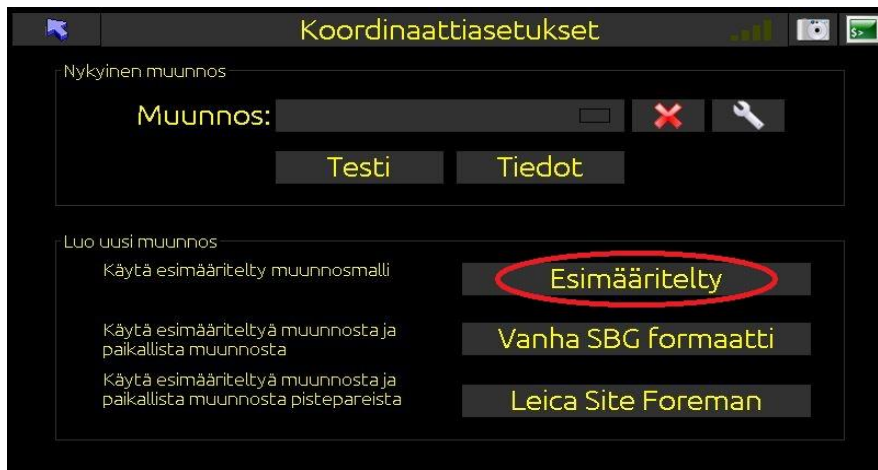 Koordinaattiasetukset
$>
Nykyinen muunnos
Muunnos:
Testi
Tiedot
Luo uusi muunnos
Käytä esimääritelty muunnosmalli
Esimääritelty
Käytä esimääriteltyä muunnosta ja
paikallista muunnosta
Vanha SBG formaatti
Käytä esimääriteltyä muunnosta ja
paikallista muunnosta pistepareista
Leica Site Foreman